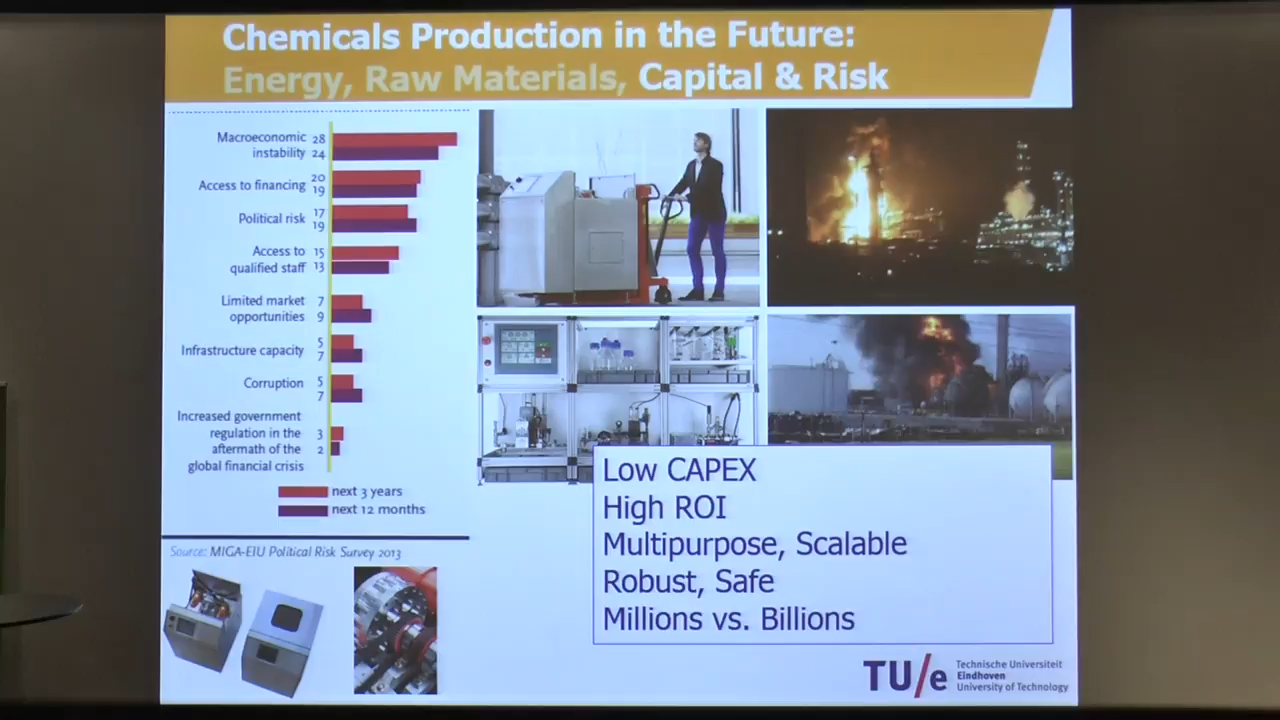 Chemicals Production in the Future:
Energy, Raw Materials, Capital & Risk
Macroeconomic 28
instability 24
Access to financing 20
19
Political risk 17
19
Access to 15
qualified staff 13
Limited market 7
opportunities 9
Infrastructure capacity 5
7
Corruption 5
7
Increased government
regulation in the 3
aftermath of the 2
global financial crisis
next 3 years
next 12 months
Source: MIGA-EIU Political Risk Survey 2013
Low CAPEX
High ROI
Multipurpose, Scalable
Robust, Safe
Millions vs. Billions
TU/e
Technische Universiteit
Eindhoven
University of Technology